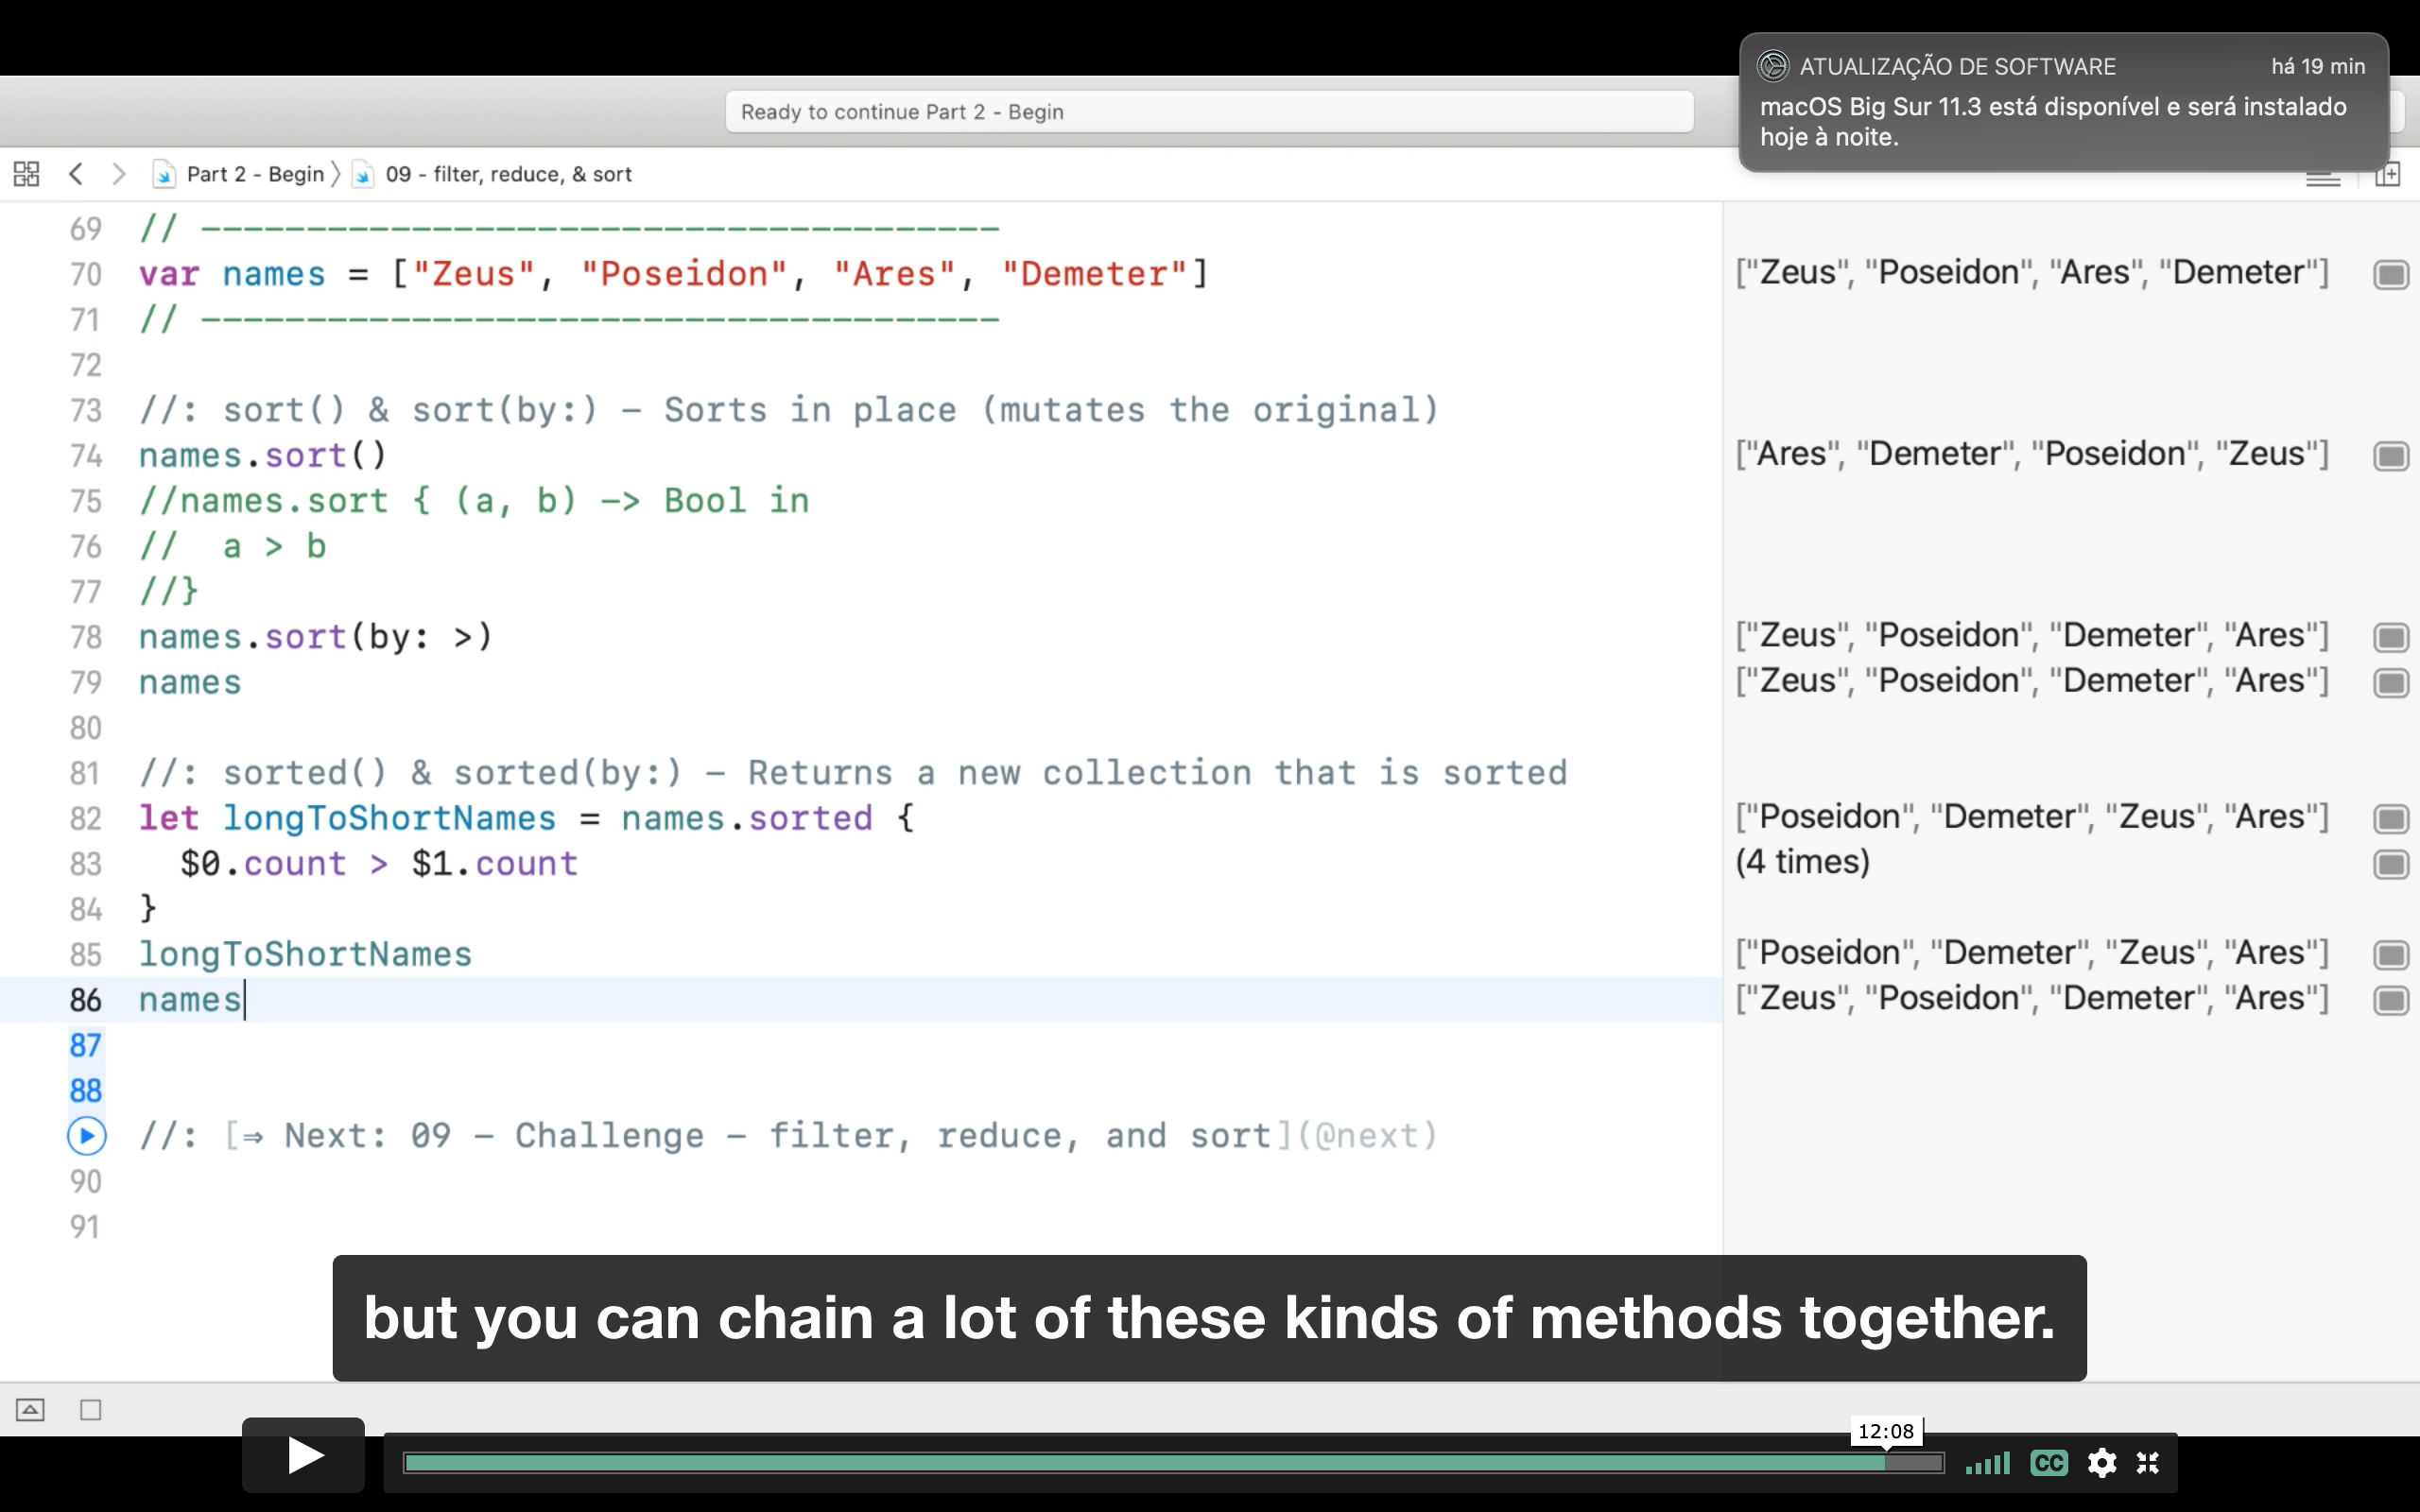 ATUALIZAÇÃO DE SOFTWARE há 19 min
macOS Big Sur 11.3 está disponível e será instalado
hoje à noite.
Ready to continue Part 2 - Begin
Part 2 - Begin 〉 09 - filter, reduce, & sort
69 // --------------------------------------
70 var names = ["Zeus", "Poseidon", "Ares", "Demeter"] ["Zeus", "Poseidon", "Ares", "Demeter"]
71 // --------------------------------------
72
73 //: sort() & sort(by:) – Sorts in place (mutates the original)
74 names.sort() ["Ares", "Demeter", "Poseidon", "Zeus"]
75 //names.sort { (a, b) -> Bool in
76 //  a > b
77 //}
78 names.sort(by: >) ["Zeus", "Poseidon", "Demeter", "Ares"]
79 names ["Zeus", "Poseidon", "Demeter", "Ares"]
80
81 //: sorted() & sorted(by:) – Returns a new collection that is sorted
82 let longToShortNames = names.sorted { ["Poseidon", "Demeter", "Zeus", "Ares"]
83   $0.count > $1.count (4 times)
84 }
85 longToShortNames ["Poseidon", "Demeter", "Zeus", "Ares"]
86 names ["Zeus", "Poseidon", "Demeter", "Ares"]
87
88
//: [⇒ Next: 09 – Challenge – filter, reduce, and sort](@next)
90
91
but you can chain a lot of these kinds of methods together.
12:08
CC